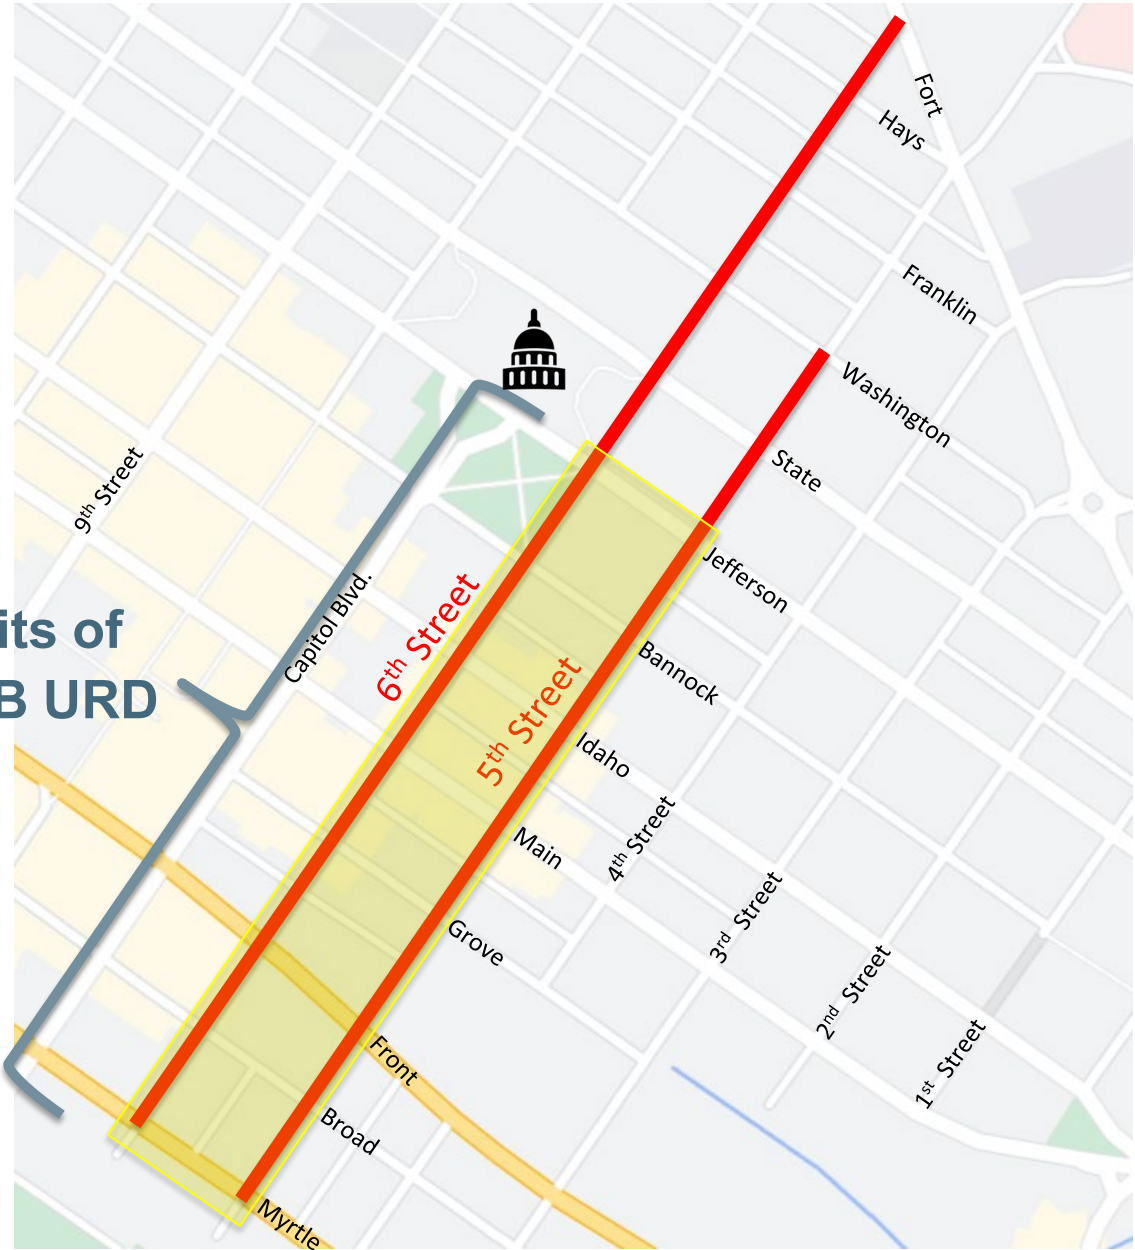 Fort
Hays
Franklin
Washington
State
9th Street
Jefferson
Capitol Blvd.
6th Street
its of
B URD
Bannock
5th Street
Idaho
4th Street
Main
3rd Street
Grove
2nd Street
1st Street
Front
Broad
Myrtle